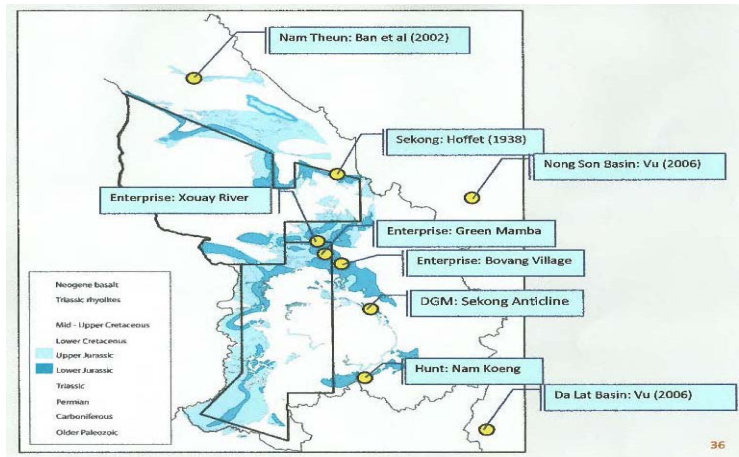 Nam Theun: Ban et al (2002)
Sekong: Hoffet (1938)
Nong Son Basin: Vu (2006)
Enterprise: Xouay River
Enterprise: Green Mamba
Enterprise: Bovang Village
DGM: Sekong Anticline
Hunt: Nam Koeng
Da Lat Basin: Vu (2006)
Neogene basalt
Triassic rhyolites
Mid - Upper Cretaceous
Lower Cretaceous
Upper Jurassic
Lower Jurassic
Triassic
Permian
Carboniferous
Older Paleozoic
36